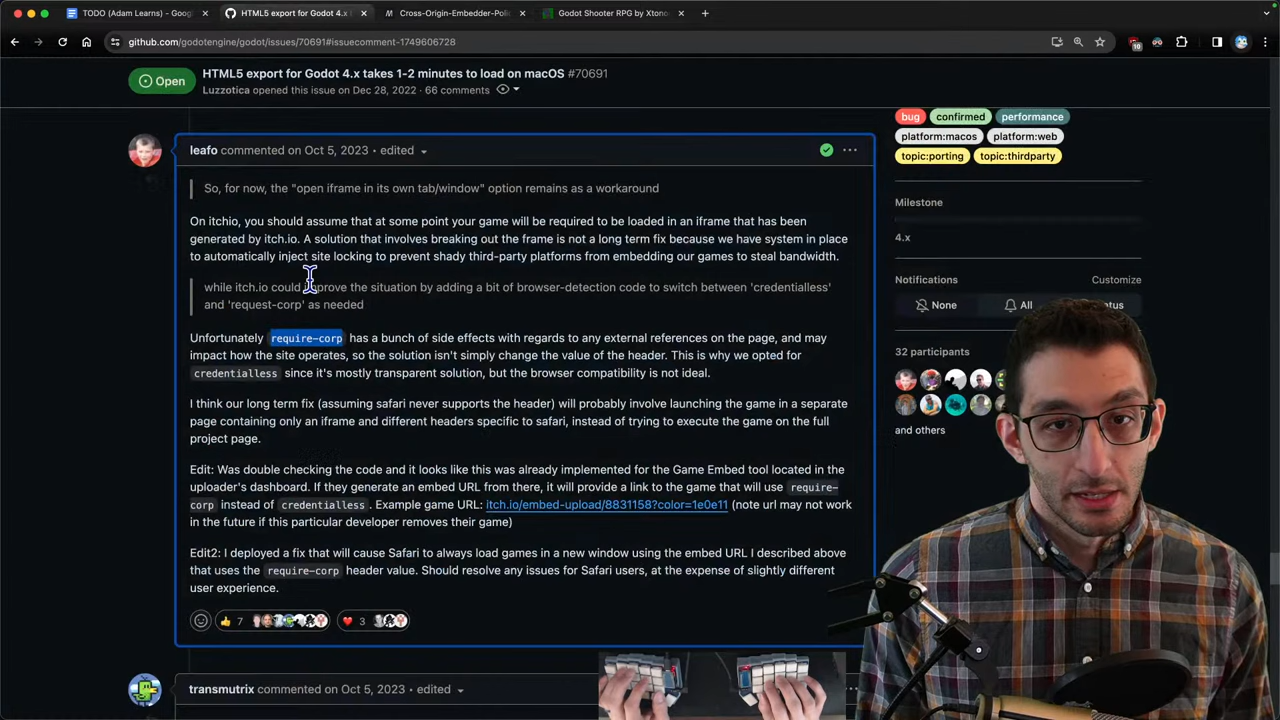 TODO (Adam Learns) - Goog
HTML5 export for Godot 4.x
Cross-Origin-Embedder-Poli
Godot Shooter RPG by Xtono
github.com/godotengine/godot/issues/70691#issuecomment-1749606728
10
Open
HTML5 export for Godot 4.x takes 1-2 minutes to load on macOS #70691
Luzzotica opened this issue on Dec 28, 2022 · 66 comments
leafo commented on Oct 5, 2023 • edited
So, for now, the "open iframe in its own tab/window" option remains as a workaround
On itchio, you should assume that at some point your game will be required to be loaded in an iframe that has been
generated by itch.io. A solution that involves breaking out the frame is not a long term fix because we have system in place
to automatically inject site locking to prevent shady third-party platforms from embedding our games to steal bandwidth.
while itch.io could improve the situation by adding a bit of browser-detection code to switch between 'credentialless'
and 'request-corp' as needed
Unfortunately require-corp has a bunch of side effects with regards to any external references on the page, and may
impact how the site operates, so the solution isn't simply change the value of the header. This is why we opted for
credentialless since it's mostly transparent solution, but the browser compatibility is not ideal.
I think our long term fix (assuming safari never supports the header) will probably involve launching the game in a separate
page containing only an iframe and different headers specific to safari, instead of trying to execute the game on the full
project page.
Edit: Was double checking the code and it looks like this was already implemented for the Game Embed tool located in the
uploader's dashboard. If they generate an embed URL from there, it will provide a link to the game that will use require-
corp instead of credentialless. Example game URL: itch.io/embed-upload/8831158?color=1e0e11 (note url may not work
in the future if this particular developer removes their game)
Edit2: I deployed a fix that will cause Safari to always load games in a new window using the embed URL I described above
that uses the require-corp header value. Should resolve any issues for Safari users, at the expense of slightly different
user experience.
7
3
transmutrix commented on Oct 5, 2023 • edited
bug confirmed performance
platform:macos platform:web
topic:porting topic:thirdparty
Milestone
4.x
Notifications Customize
None All tus
32 participants
and others